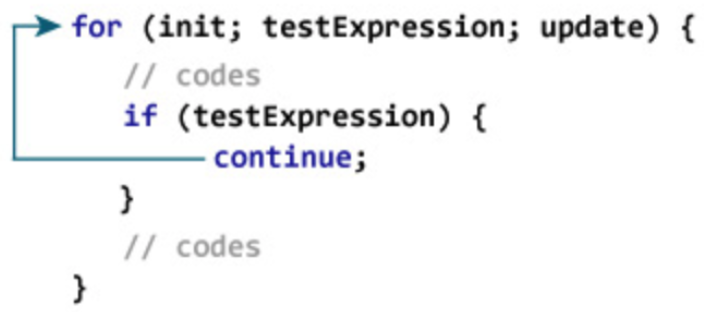 for (init; testExpression; update) {
// codes
if (testExpression) {
continue;
}
// codes
}